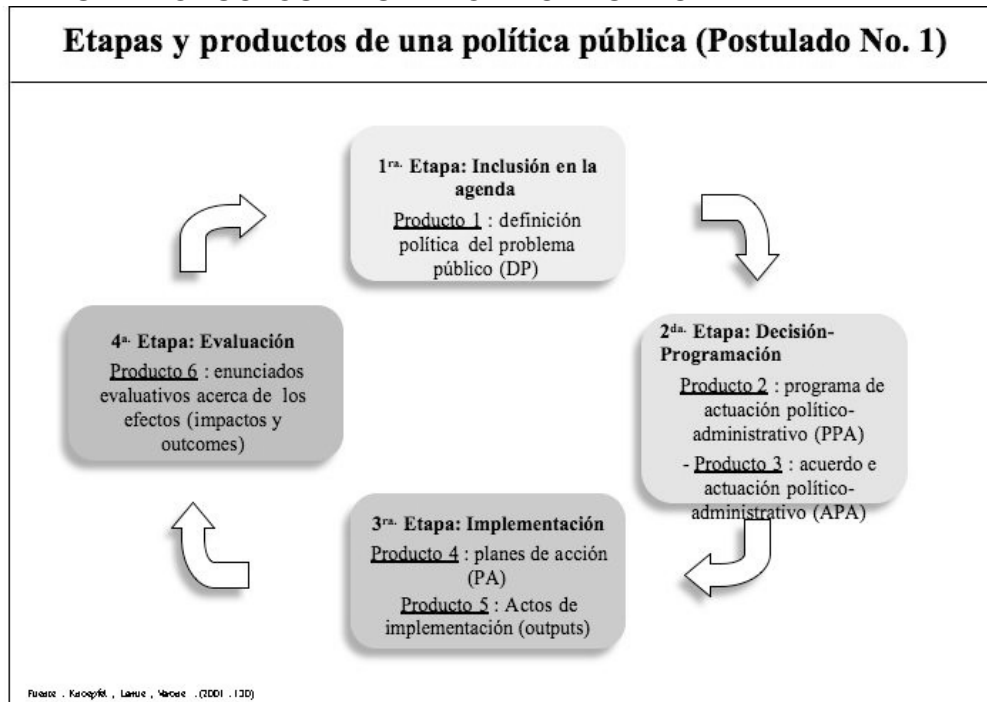 Etapas y productos de una política pública (Postulado No. 1)
1ra. Etapa: Inclusión en la
agenda
Producto 1 : definición
política del problema
público (DP)
2da. Etapa: Decisión-
Programación
Producto 2 : programa de
actuación político-
administrativo (PPA)
- Producto 3 : acuerdo e
actuación político-
administrativo (APA)
3ra. Etapa: Implementación
Producto 4 : planes de acción
(PA)
Producto 5 : Actos de
implementación (outputs)
4a. Etapa: Evaluación
Producto 6 : enunciados
evaluativos acerca de los
efectos (impactos y
outcomes)
(2001 . 130)